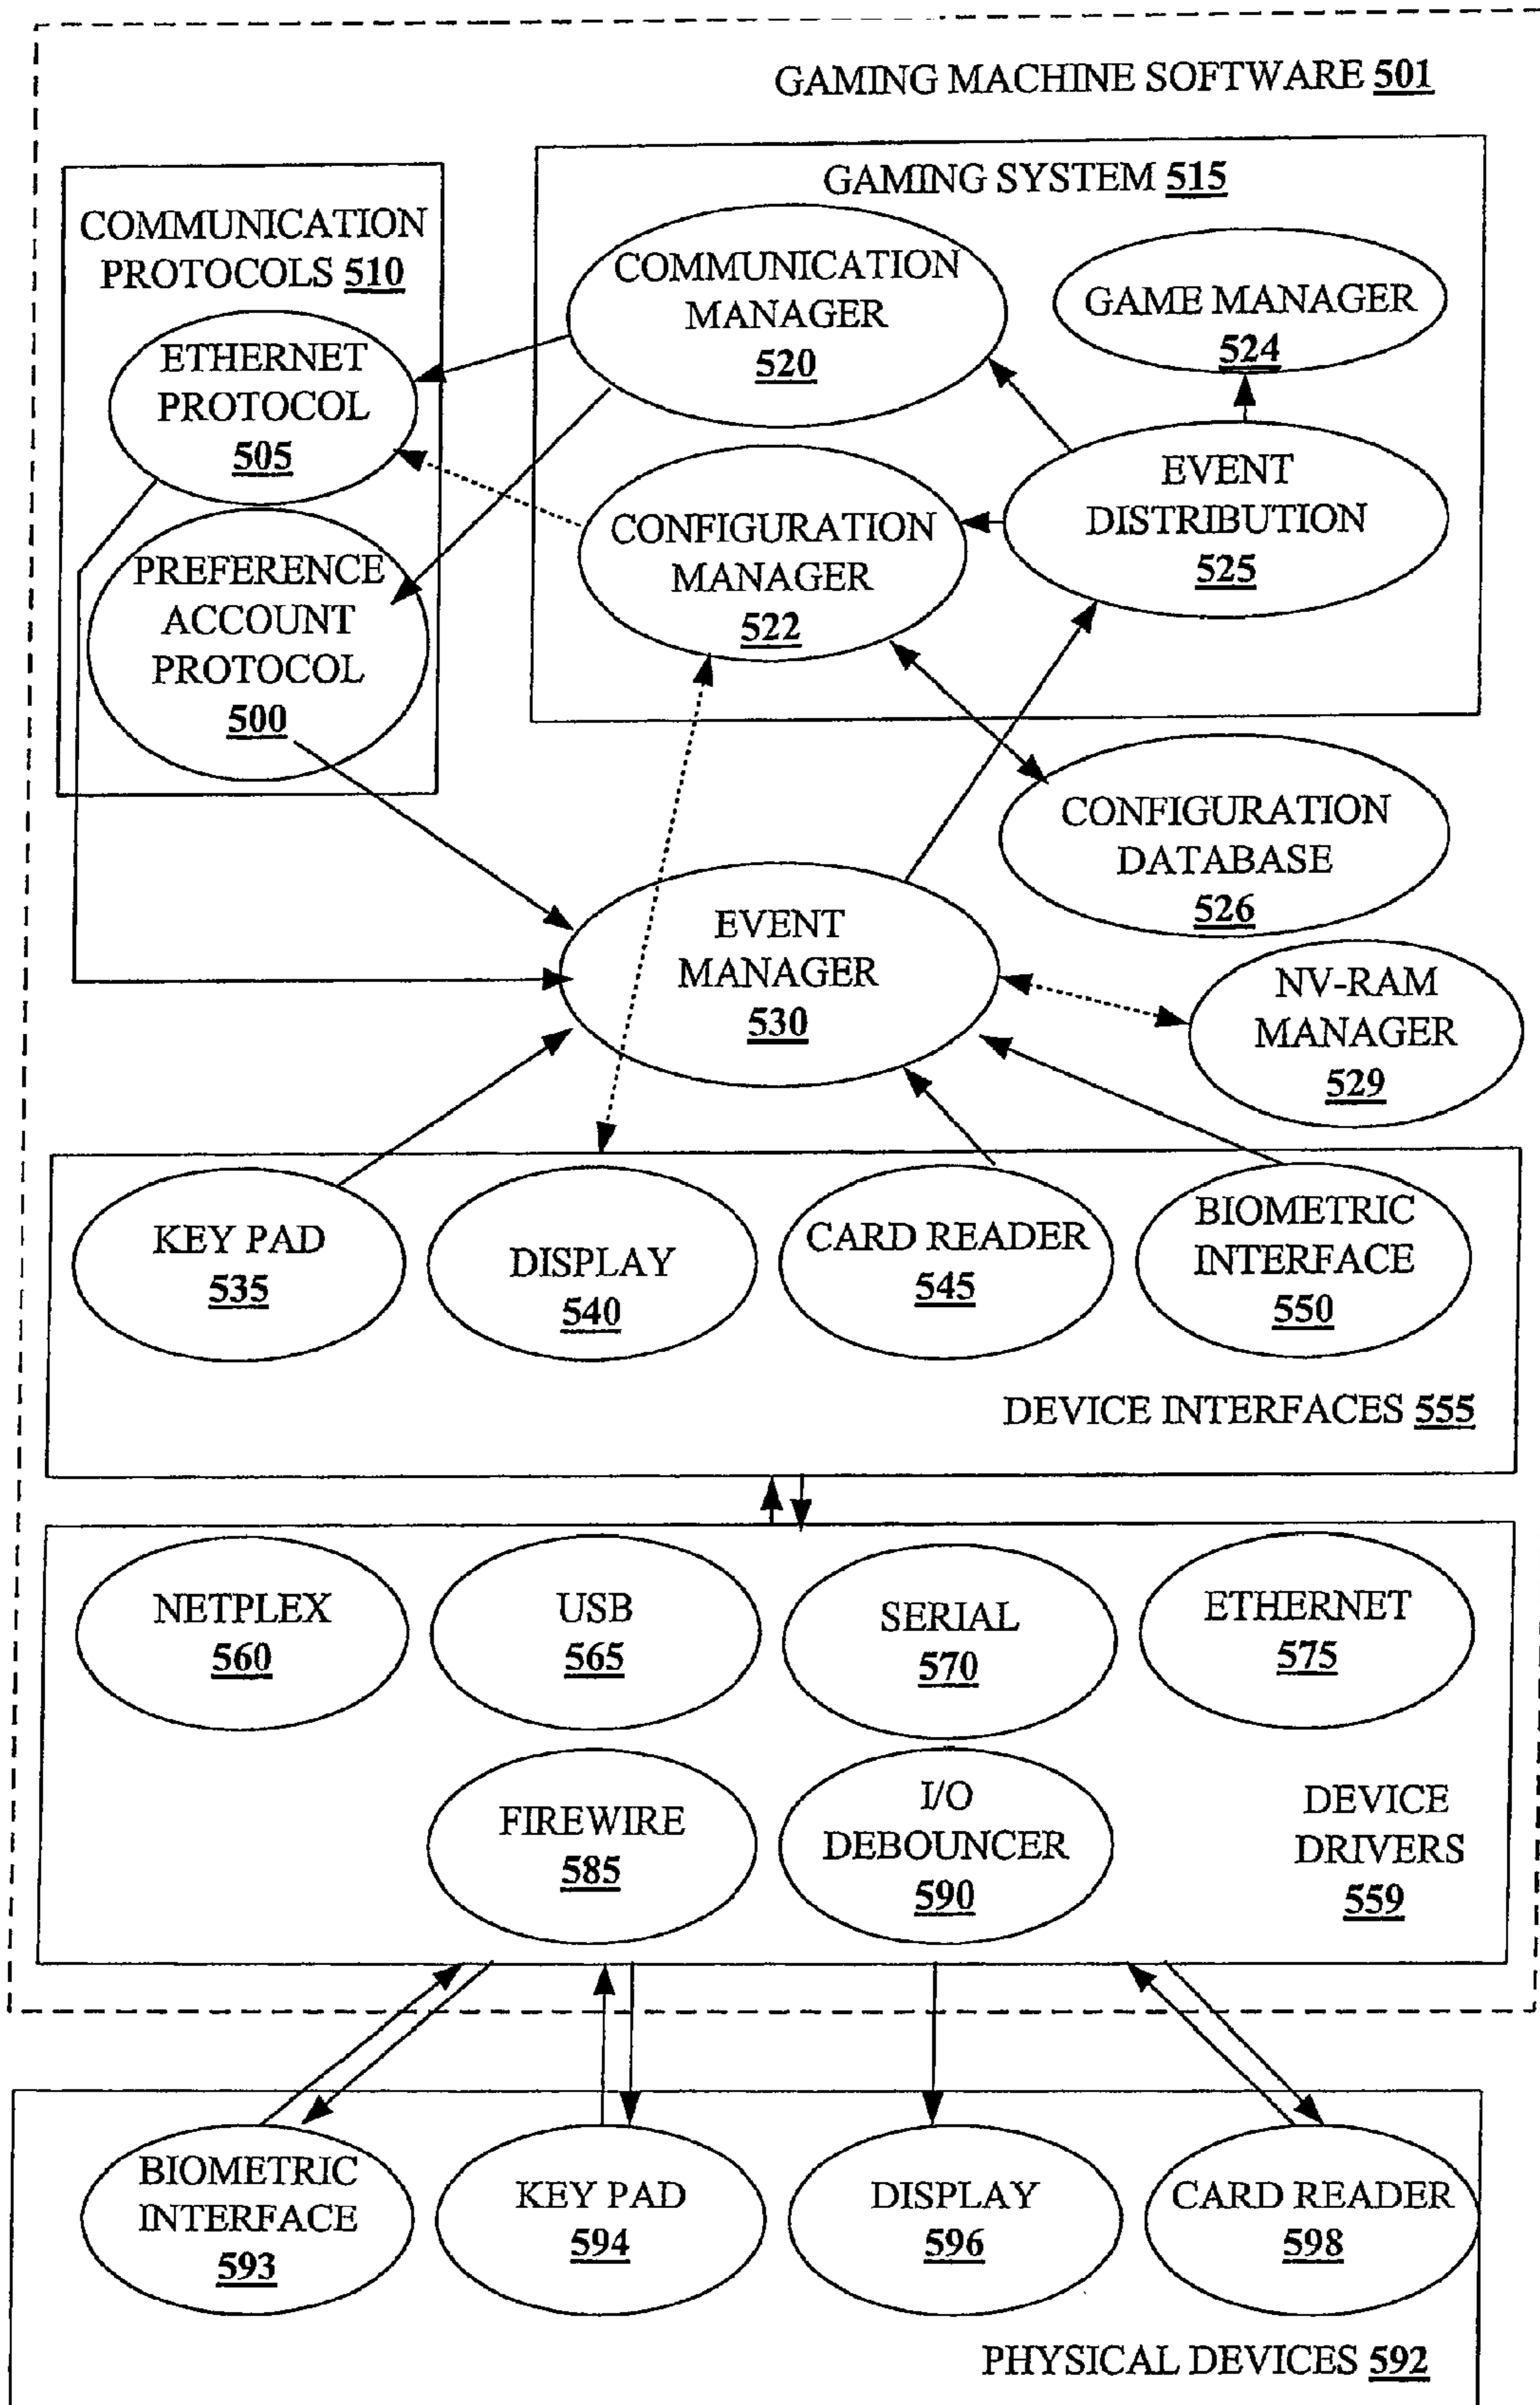 GAMING MACHINE SOFTWARE 501
COMMUNICATION
PROTOCOLS 510
ETHERNET
PROTOCOL
505
PREFERENCE
ACCOUNT
PROTOCOL
500
GAMING SYSTEM 515
COMMUNICATION
MANAGER
520
GAME MANAGER
524
CONFIGURATION
MANAGER
522
EVENT
DISTRIBUTION
525
CONFIGURATION
DATABASE
526
EVENT
MANAGER
530
NV-RAM
MANAGER
529
KEY PAD
535
DISPLAY
540
CARD READER
545
BIOMETRIC
INTERFACE
550
DEVICE INTERFACES 555
NETPLEX
560
USB
565
SERIAL
570
ETHERNET
575
FIREWIRE
585
I/O
DEBOUNCER
590
DEVICE
DRIVERS
559
BIOMETRIC
INTERFACE
593
KEY PAD
594
DISPLAY
596
CARD READER
598
PHYSICAL DEVICES 592